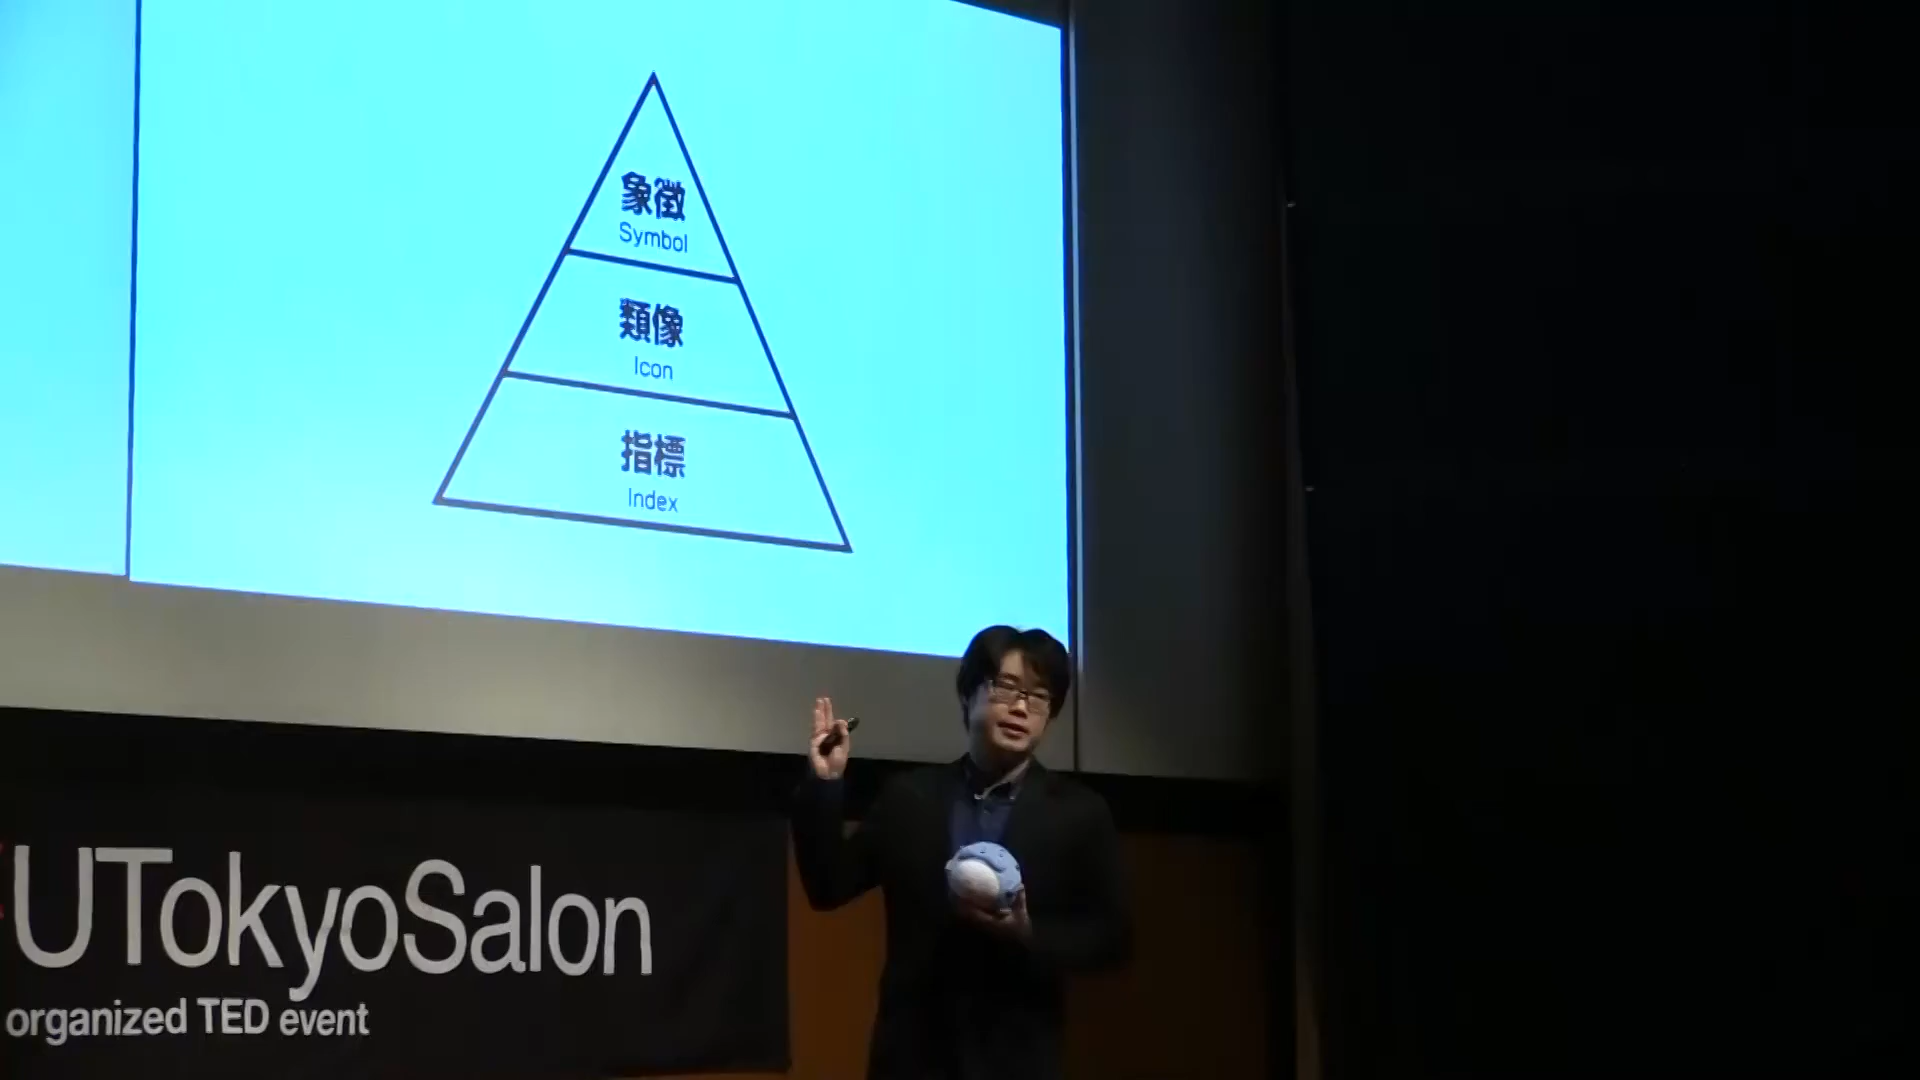 象徴
Symbol
類像
Icon
指標
Index
UTokyoSalon
organized TED event